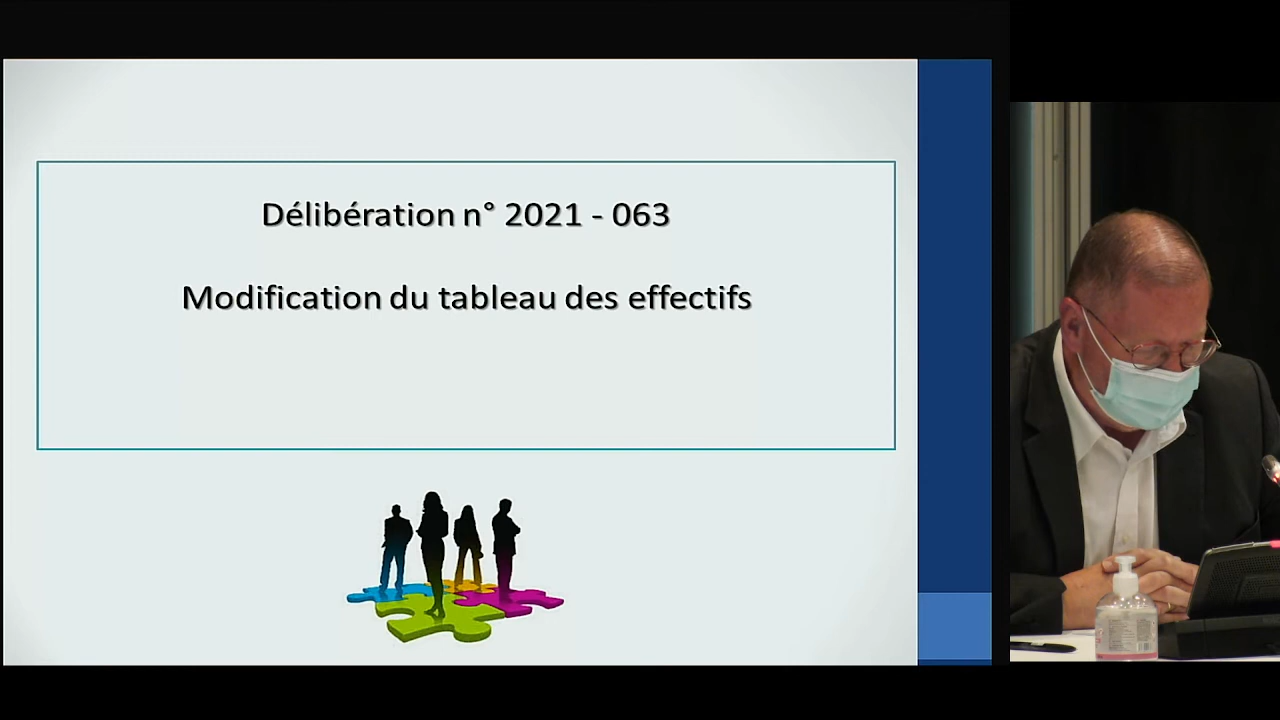 Délibération n° 2021 - 063
Modification du tableau des effectifs